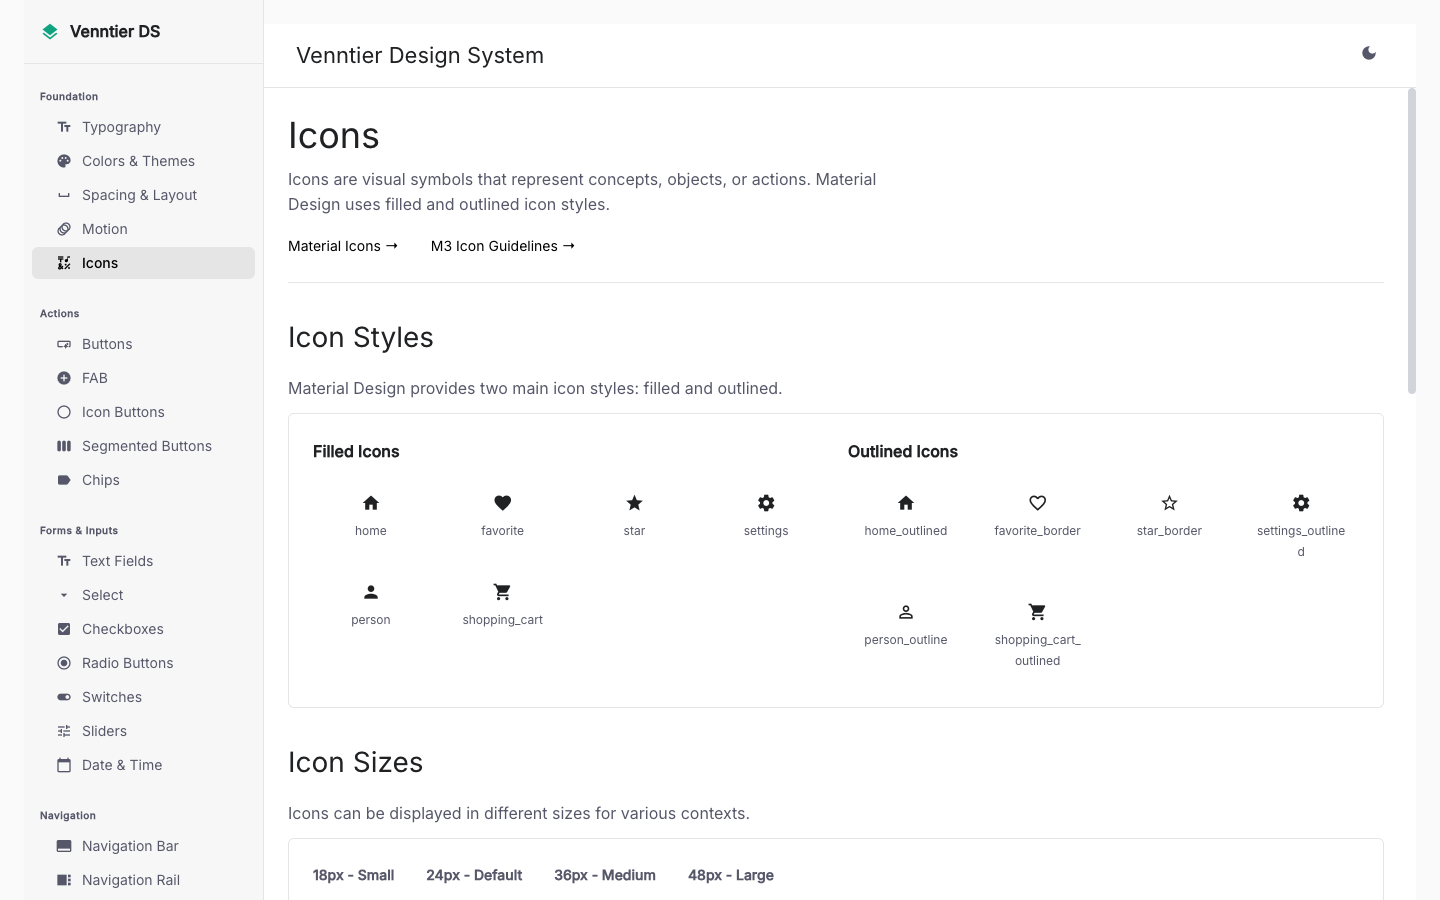 Venntier DS
Foundation
Typography
Colors & Themes
Spacing & Layout
Motion
Icons
Actions
Buttons
FAB
Icon Buttons
Segmented Buttons
Chips
Forms & Inputs
Text Fields
Select
Checkboxes
Radio Buttons
Switches
Sliders
Date & Time
Navigation
Navigation Bar
Navigation Rail
Venntier Design System
Icons
Icons are visual symbols that represent concepts, objects, or actions. Material
Design uses filled and outlined icon styles.
Material Icons → M3 Icon Guidelines →
Icon Styles
Material Design provides two main icon styles: filled and outlined.
Filled Icons
home favorite star settings
person shopping_cart
Outlined Icons
home_outlined favorite_border star_border settings_outline
d
person_outline shopping_cart_
outlined
Icon Sizes
Icons can be displayed in different sizes for various contexts.
18px - Small 24px - Default 36px - Medium 48px - Large